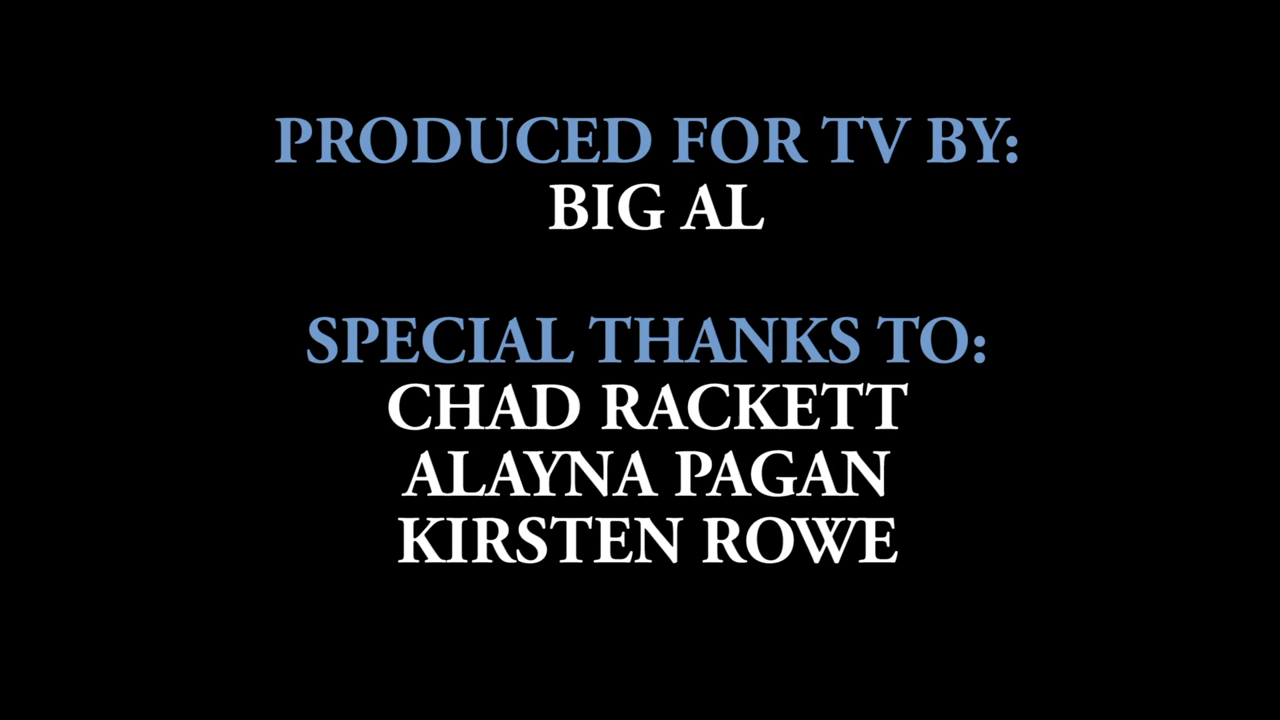 PRODUCED FOR TV BY:
BIG AL
SPECIAL THANKS TO:
CHAD RACKETT
ALAYNA PAGAN
KIRSTEN ROWE